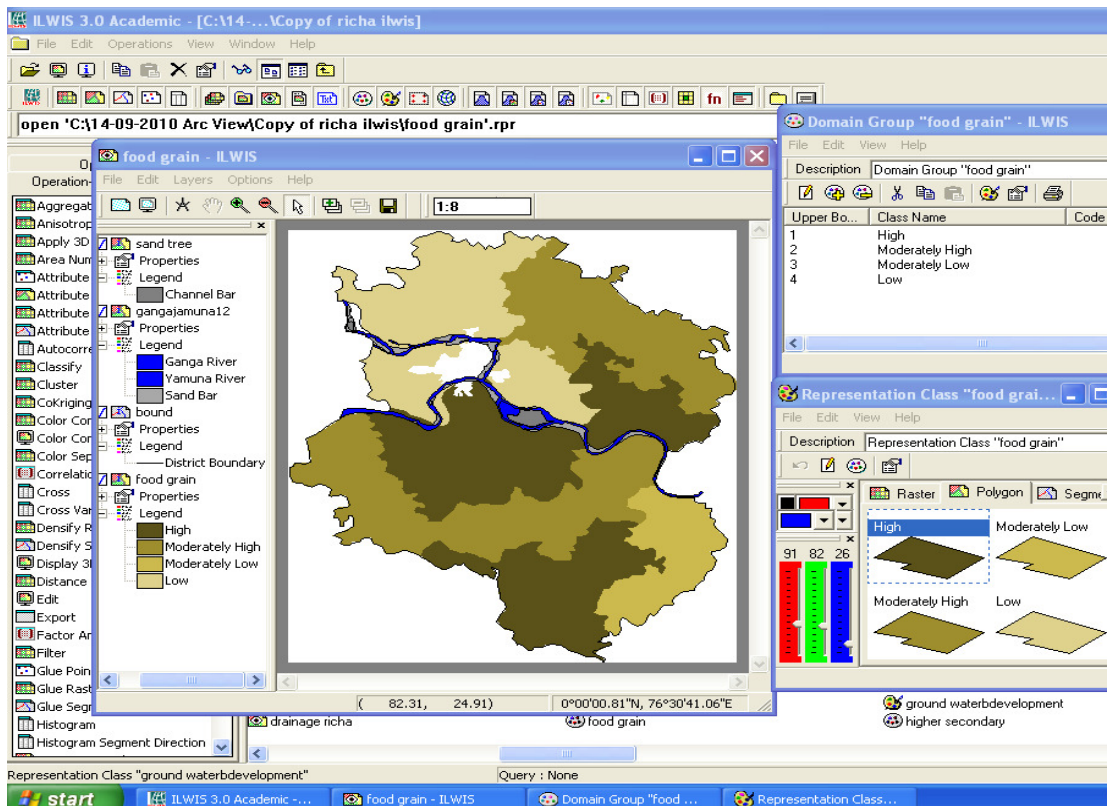 ILWIS 3.0 Academic - [C:\14-...\Copy of richa ilwis]
File Edit Operations View Window Help
open 'C:\14-09-2010 Arc View\Copy of richa ilwis\food grain'.rpr
Operation-
Aggregat
Anisotrop
Apply 3D
Area Num
Attribute
Attribute
Attribute
Attribute
Autocorre
Classify
Cluster
CoKriging
Color Com
Color Con
Color Sep
Correlatio
Cross
Cross Var
Densify R
Densify S
Display 3D
Distance
Edit
Export
Factor An
Filter
Glue Poin
Glue Rast
Glue Segm
Histogram
Histogram Segment Direction
food grain - ILWIS
File Edit Layers Options Help
1:8
sand tree
Properties
Legend
Channel Bar
gangajamuna12
Properties
Legend
Ganga River
Yamuna River
Sand Bar
bound
Properties
Legend
District Boundary
food grain
Properties
Legend
High
Moderately High
Moderately Low
Low
( 82.31, 24.91) 0°00'00.81"N, 76°30'41.06"E
Domain Group "food grain" - ILWIS
File Edit View Help
Description Domain Group "food grain"
Upper Bo... Class Name Code
1 High
2 Moderately High
3 Moderately Low
4 Low
Representation Class "food grai...
File Edit View Help
Description Representation Class "food grain"
Raster Polygon Segme
91 82 26
High Moderately Low
Moderately High Low
drainage richa food grain ground waterbdevelopment
higher secondary
Representation Class "ground waterbdevelopment" Query : None
start ILWIS 3.0 Academic -... food grain - ILWIS Domain Group "food ... Representation Class...